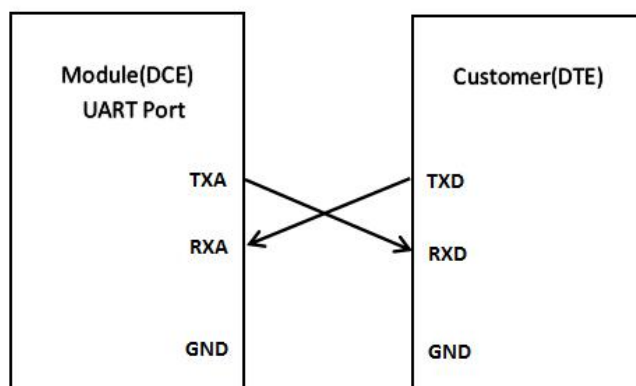 Module(DCE)
UART Port
TXA
RXA
GND
Customer(DTE)
TXD
RXD
GND